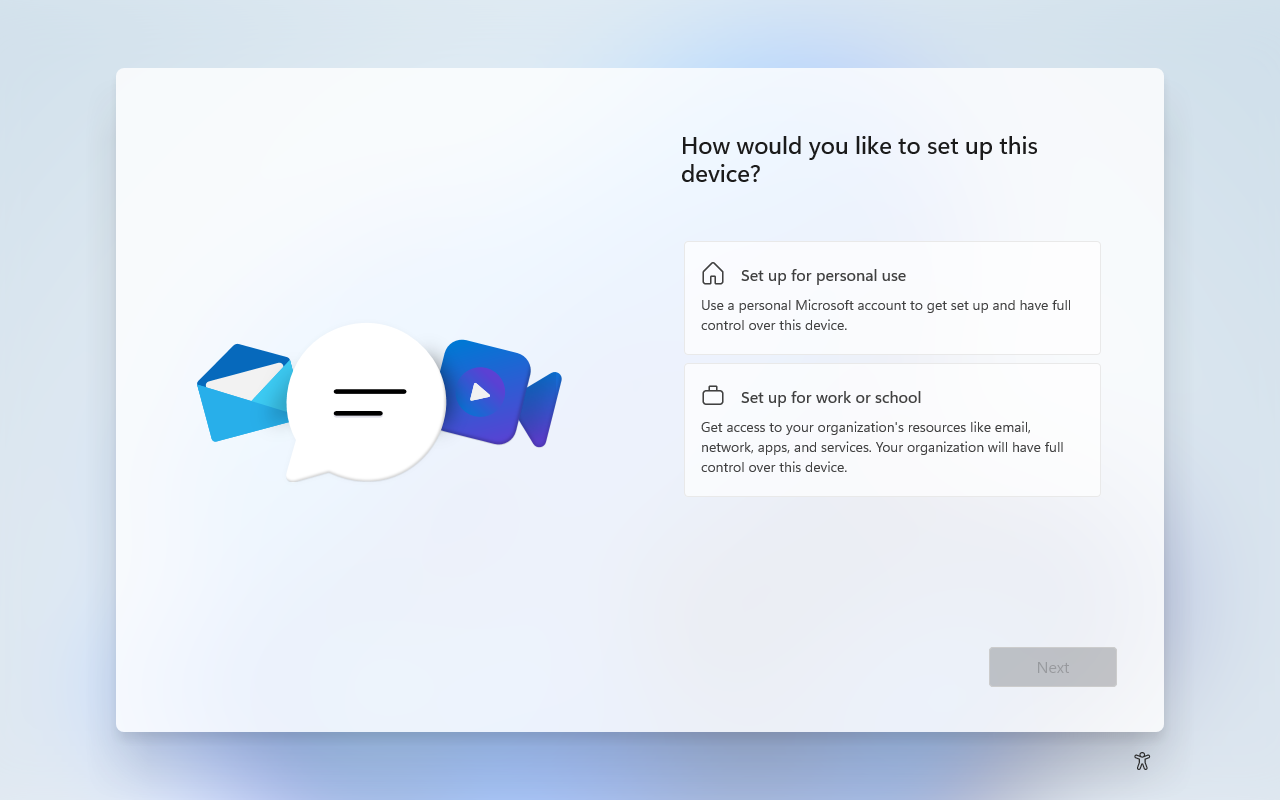 How would you like to set up this
device?
Set up for personal use
Use a personal Microsoft account to get set up and have full
control over this device.
Set up for work or school
Get access to your organization's resources like email,
network, apps, and services. Your organization will have full
control over this device.
Next